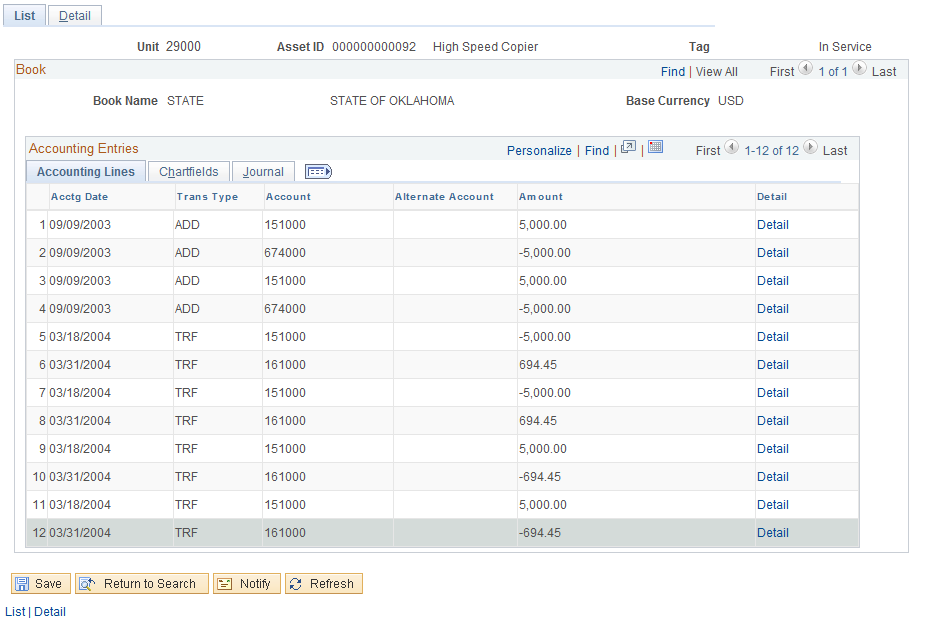 List Detail
Unit 29000 Asset ID 000000000092 High Speed Copier Tag In Service
Book Find | View All First 1 of 1 Last
Book Name STATE STATE OF OKLAHOMA Base Currency USD
Accounting Entries Personalize | Find | | First 1-12 of 12 Last
Accounting Lines Chartfields Journal
Acctg Date Trans Type Account Alternate Account Amount Detail
1 09/09/2003 ADD 151000 5,000.00 Detail
2 09/09/2003 ADD 674000 -5,000.00 Detail
3 09/09/2003 ADD 151000 5,000.00 Detail
4 09/09/2003 ADD 674000 -5,000.00 Detail
5 03/18/2004 TRF 151000 -5,000.00 Detail
6 03/31/2004 TRF 161000 694.45 Detail
7 03/18/2004 TRF 151000 -5,000.00 Detail
8 03/31/2004 TRF 161000 694.45 Detail
9 03/18/2004 TRF 151000 5,000.00 Detail
10 03/31/2004 TRF 161000 -694.45 Detail
11 03/18/2004 TRF 151000 5,000.00 Detail
12 03/31/2004 TRF 161000 -694.45 Detail
Save Return to Search Notify Refresh
List | Detail